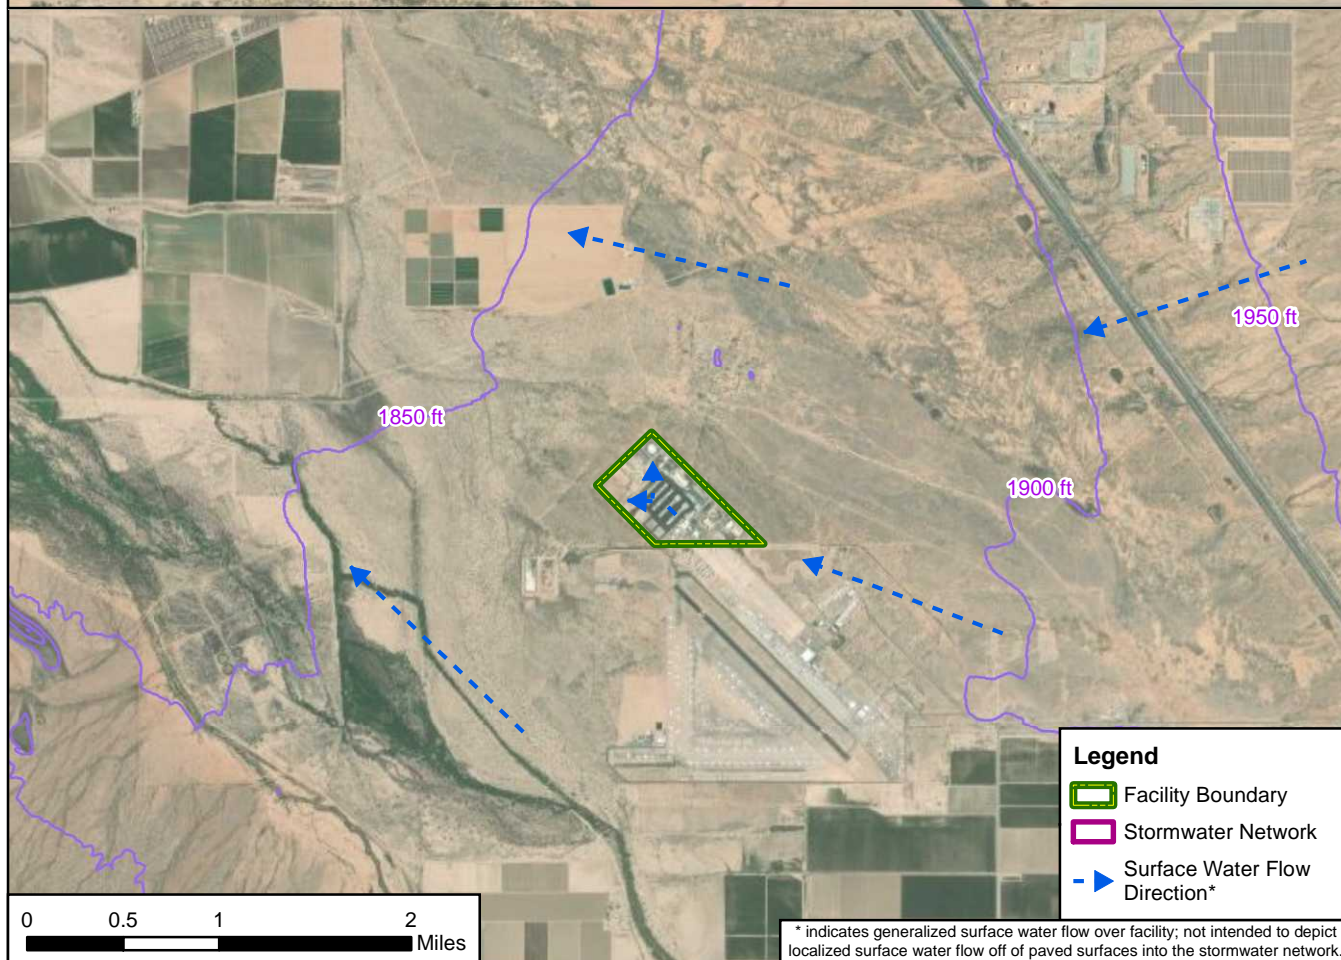 1950 ft
1850 ft
1900 ft
Legend
Facility Boundary
Stormwater Network
Surface Water Flow
Direction*
0 0.5 1 2
Miles
* indicates generalized surface water flow over facility; not intended to depict
localized surface water flow off of paved surfaces into the stormwater network.